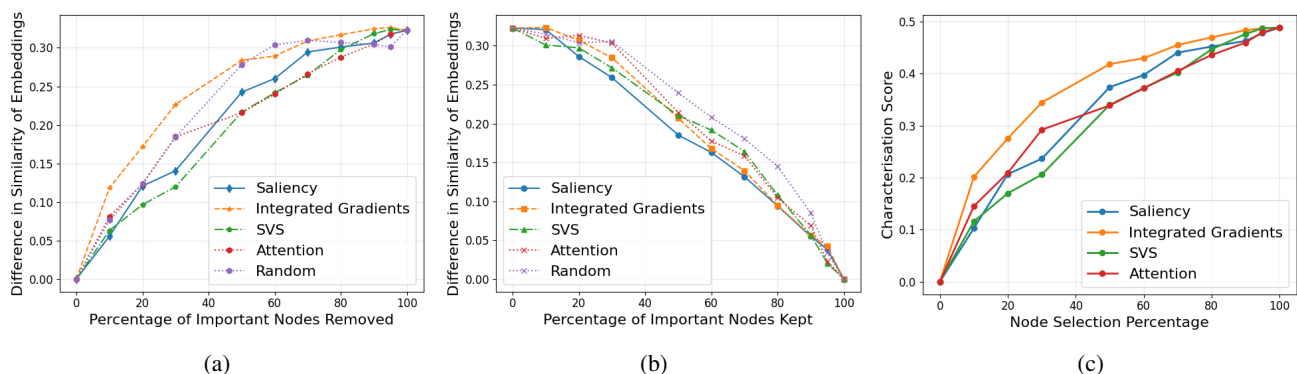 Difference in Similarity of Embeddings
0.30
0.25
0.20
0.15
0.10
0.05
0.00
Saliency
Integrated Gradients
SVS
Attention
Random
0 20 40 60 80 100
Percentage of Important Nodes Removed
(a)
Difference in Similarity of Embeddings
0.30
0.25
0.20
0.15
0.10
0.05
0.00
Saliency
Integrated Gradients
SVS
Attention
Random
0 20 40 60 80 100
Percentage of Important Nodes Kept
(b)
Characterisation Score
0.5
0.4
0.3
0.2
0.1
0.0
Saliency
Integrated Gradients
SVS
Attention
0 20 40 60 80 100
Node Selection Percentage
(c)